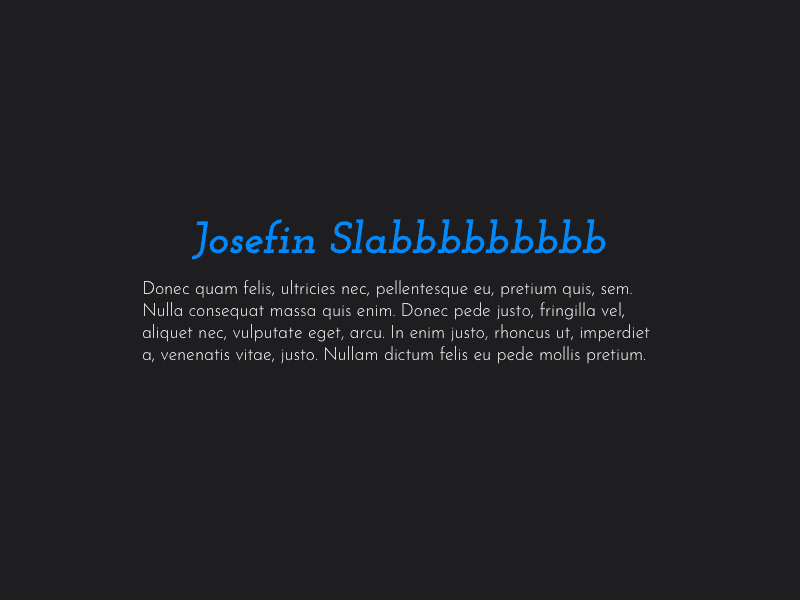 Josefin Slabbbbbbbbb
Donec quam felis, ultricies nec, pellentesque eu, pretium quis, sem.
Nulla consequat massa quis enim. Donec pede justo, fringilla vel,
aliquet nec, vulputate eget, arcu. In enim justo, rhoncus ut, imperdiet
a, venenatis vitae, justo. Nullam dictum felis eu pede mollis pretium.